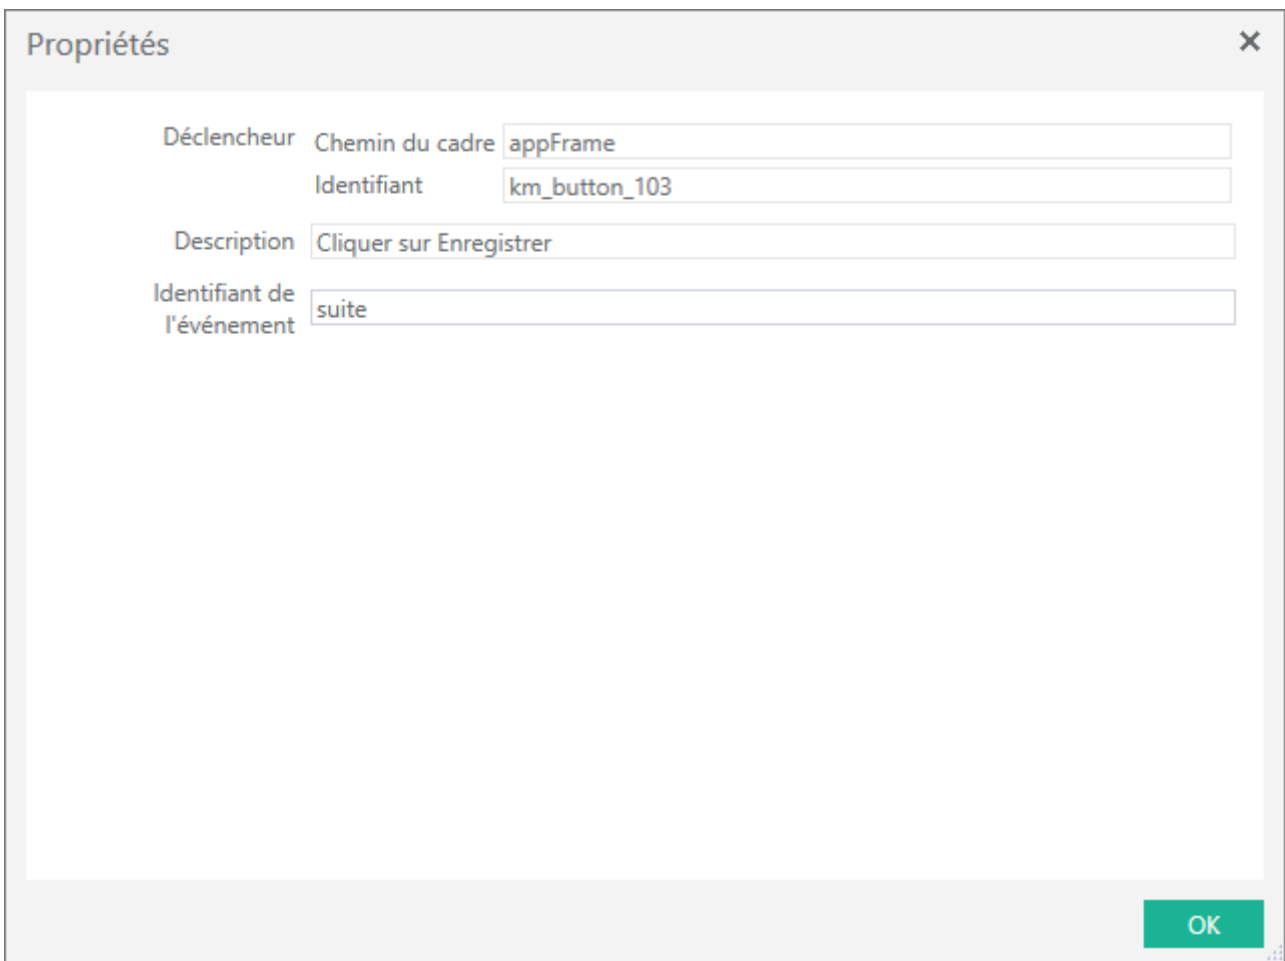 Propriétés
Déclencheur Chemin du cadre appFrame
Identifiant km_button_103
Description Cliquer sur Enregistrer
Identifiant de
l'événement suite
OK